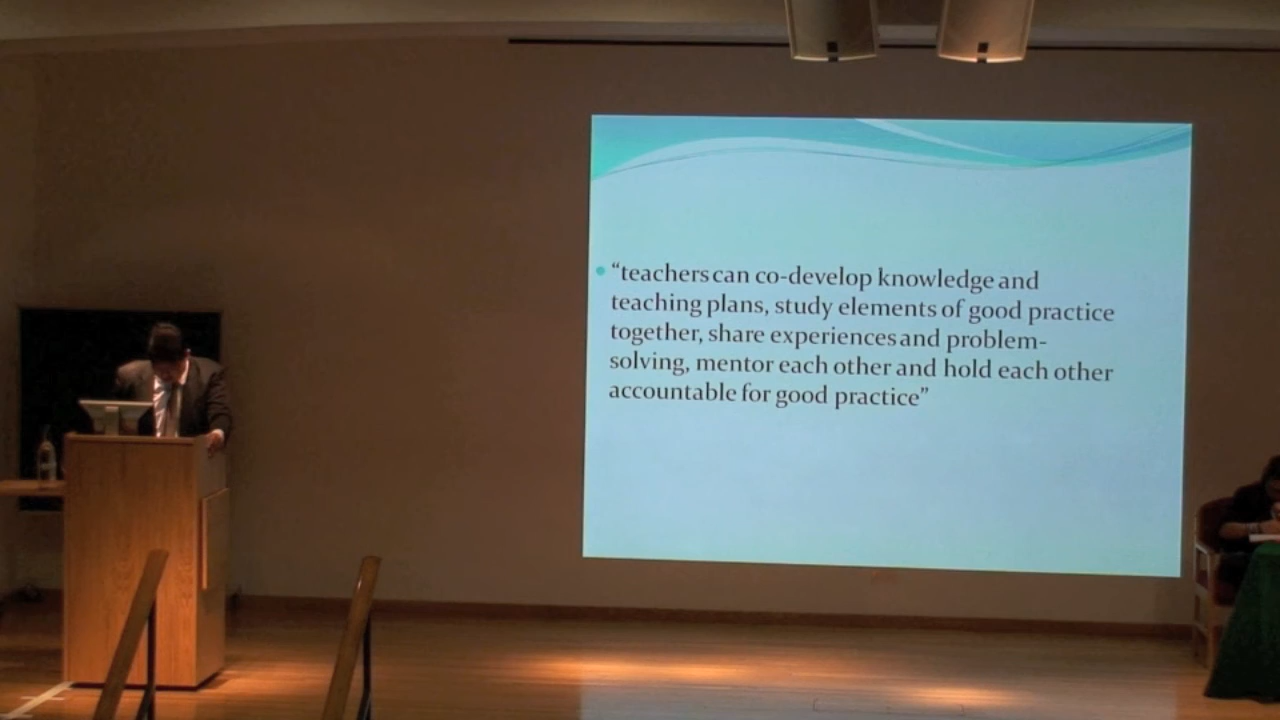 “teachers can co-develop knowledge and
teaching plans, study elements of good practice
together, share experiences and problem-
solving, mentor each other and hold each other
accountable for good practice”